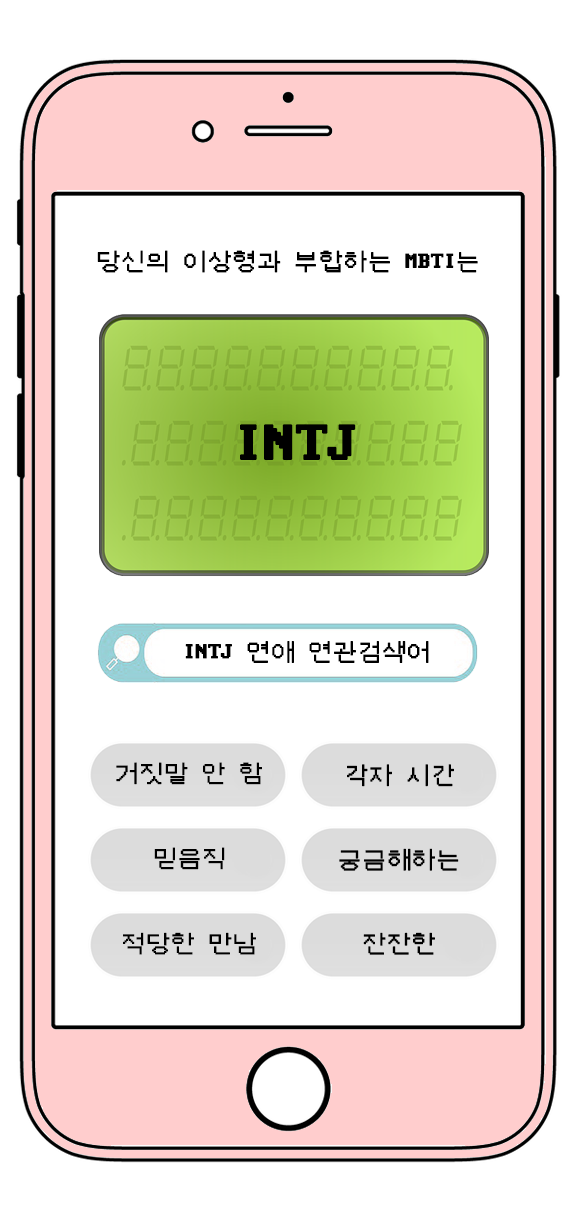 당신의 이상형과 부합하는 MBTI는
INTJ
INTJ 연애 연관검색어
거짓말 안 함
각자 시간
믿음직
궁금해하는
적당한 만남
잔잔한